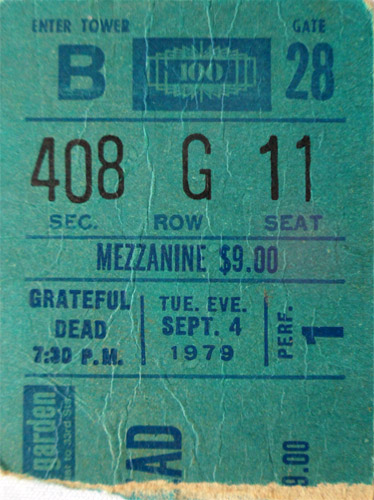 ENTER TOWER
GATE
B
100
28
408 G 11
SEC. ROW SEAT
MEZZANINE $9.00
GRATEFUL
DEAD
7:30 P.M.
TUE. EVE.
SEPT. 4
1979
PERF.
1
garden
33rd
AD
9.00